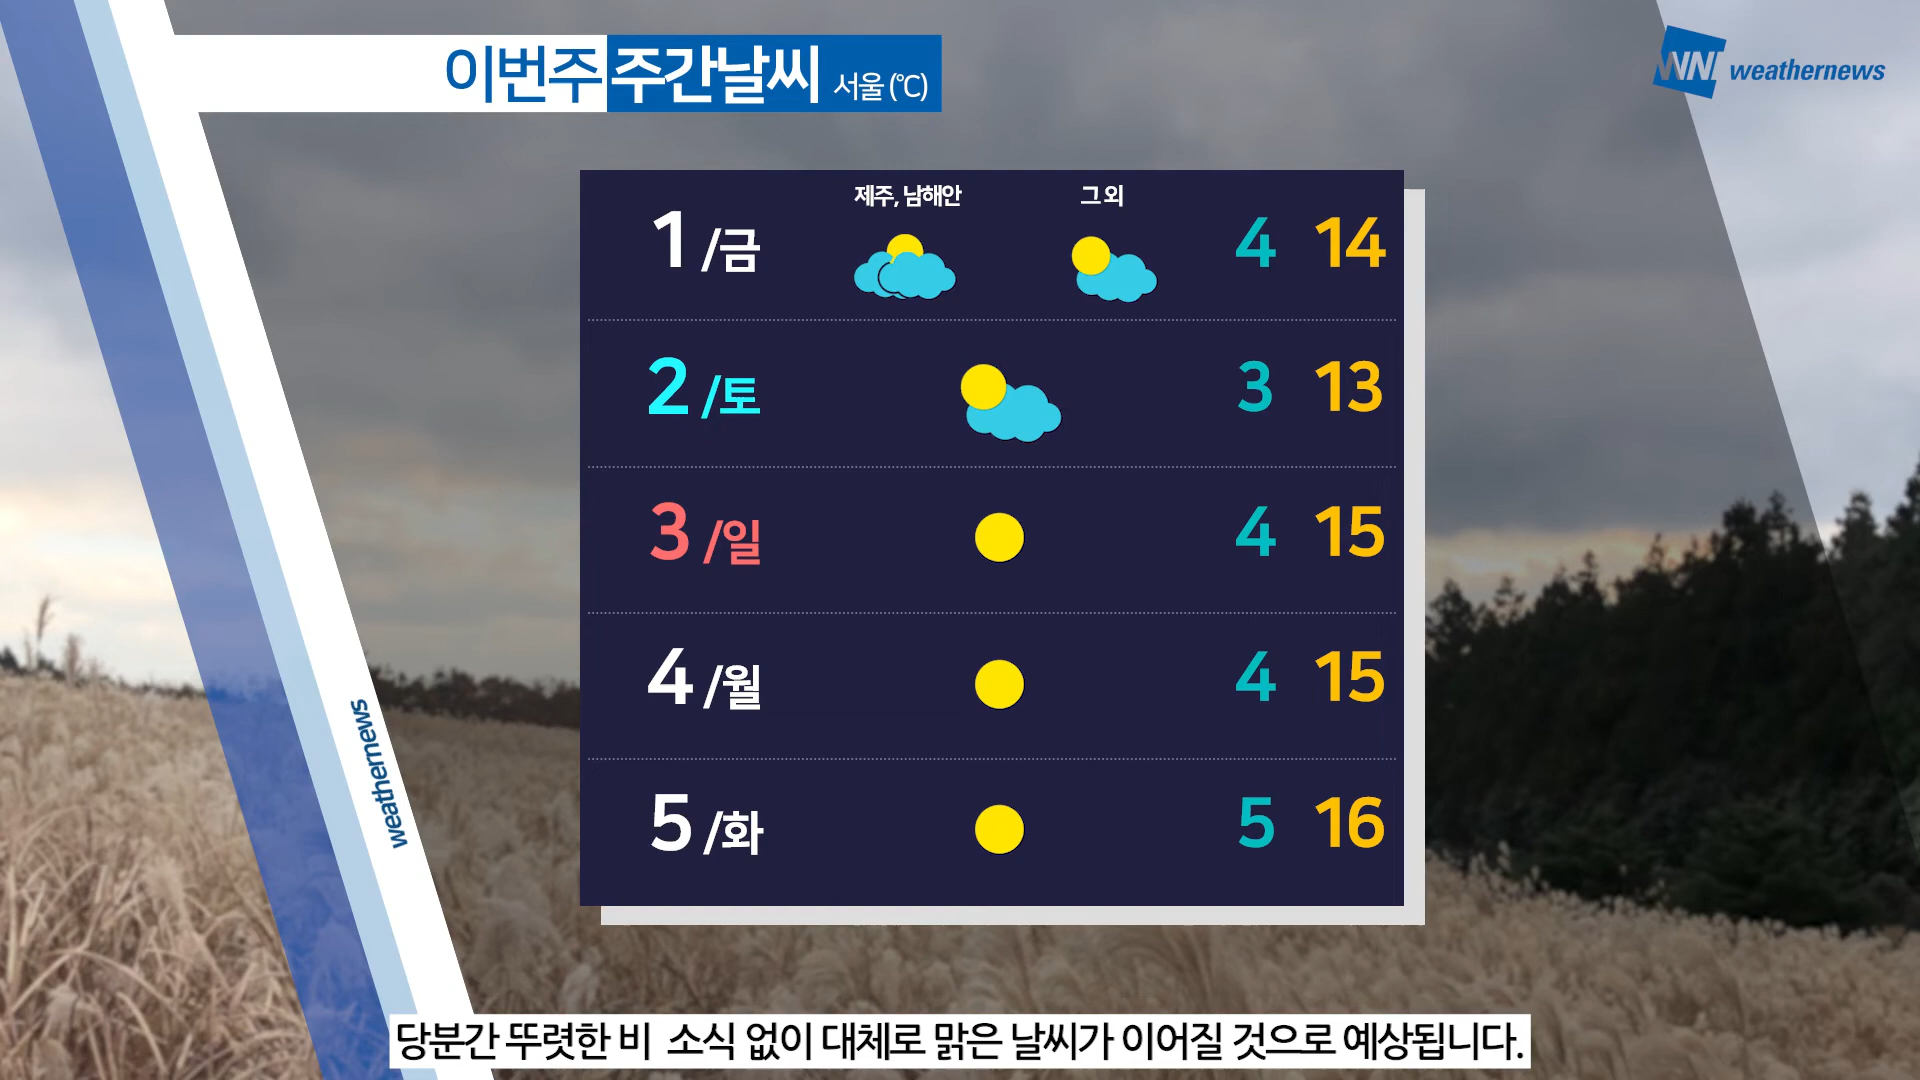 이번주 주간날씨 서울 (℃)
WNI weathernews
제주, 남해안 그 외
1 /금 4 14
2 /토 3 13
3 /일 4 15
4 /월 4 15
5 /화 5 16
weathernews
당분간 뚜렷한 비 소식 없이 대체로 맑은 날씨가 이어질 것으로 예상됩니다.